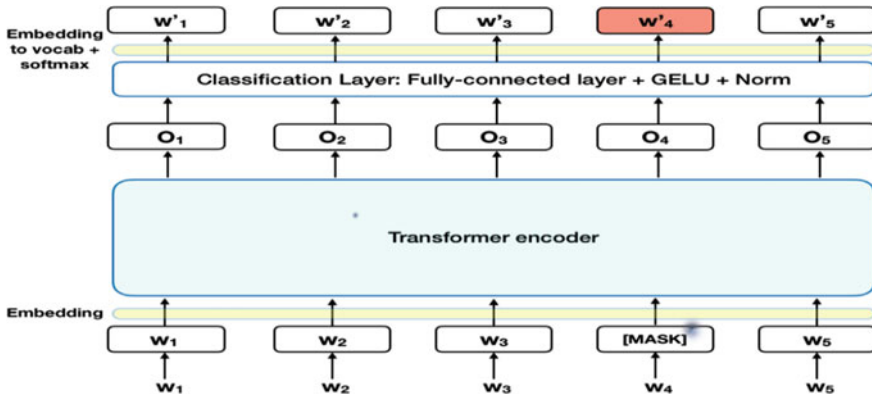 Embedding to vocab + softmax
w'₁ w'₂ w'₃ w'₄ w'₅
Classification Layer: Fully-connected layer + GELU + Norm
O₁ O₂ O₃ O₄ O₅
Transformer encoder
Embedding
W₁ W₂ W₃ [MASK] W₅
W₁ W₂ W₃ W₄ W₅